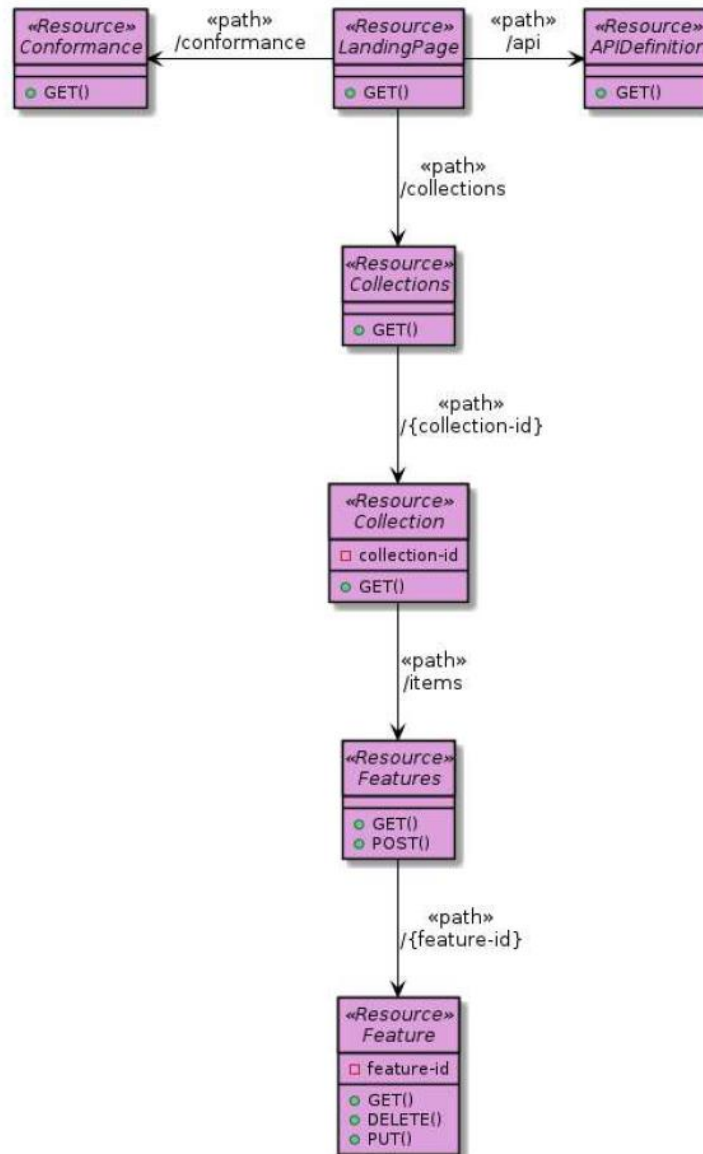 «Resource»
Conformance
GET()
«path»
/conformance
«Resource»
LandingPage
GET()
«path»
/api
«Resource»
APIDefinition
GET()
«path»
/collections
«Resource»
Collections
GET()
«path»
/{collection-id}
«Resource»
Collection
collection-id
GET()
«path»
/items
«Resource»
Features
GET()
POST()
«path»
/{feature-id}
«Resource»
Feature
feature-id
GET()
DELETE()
PUT()